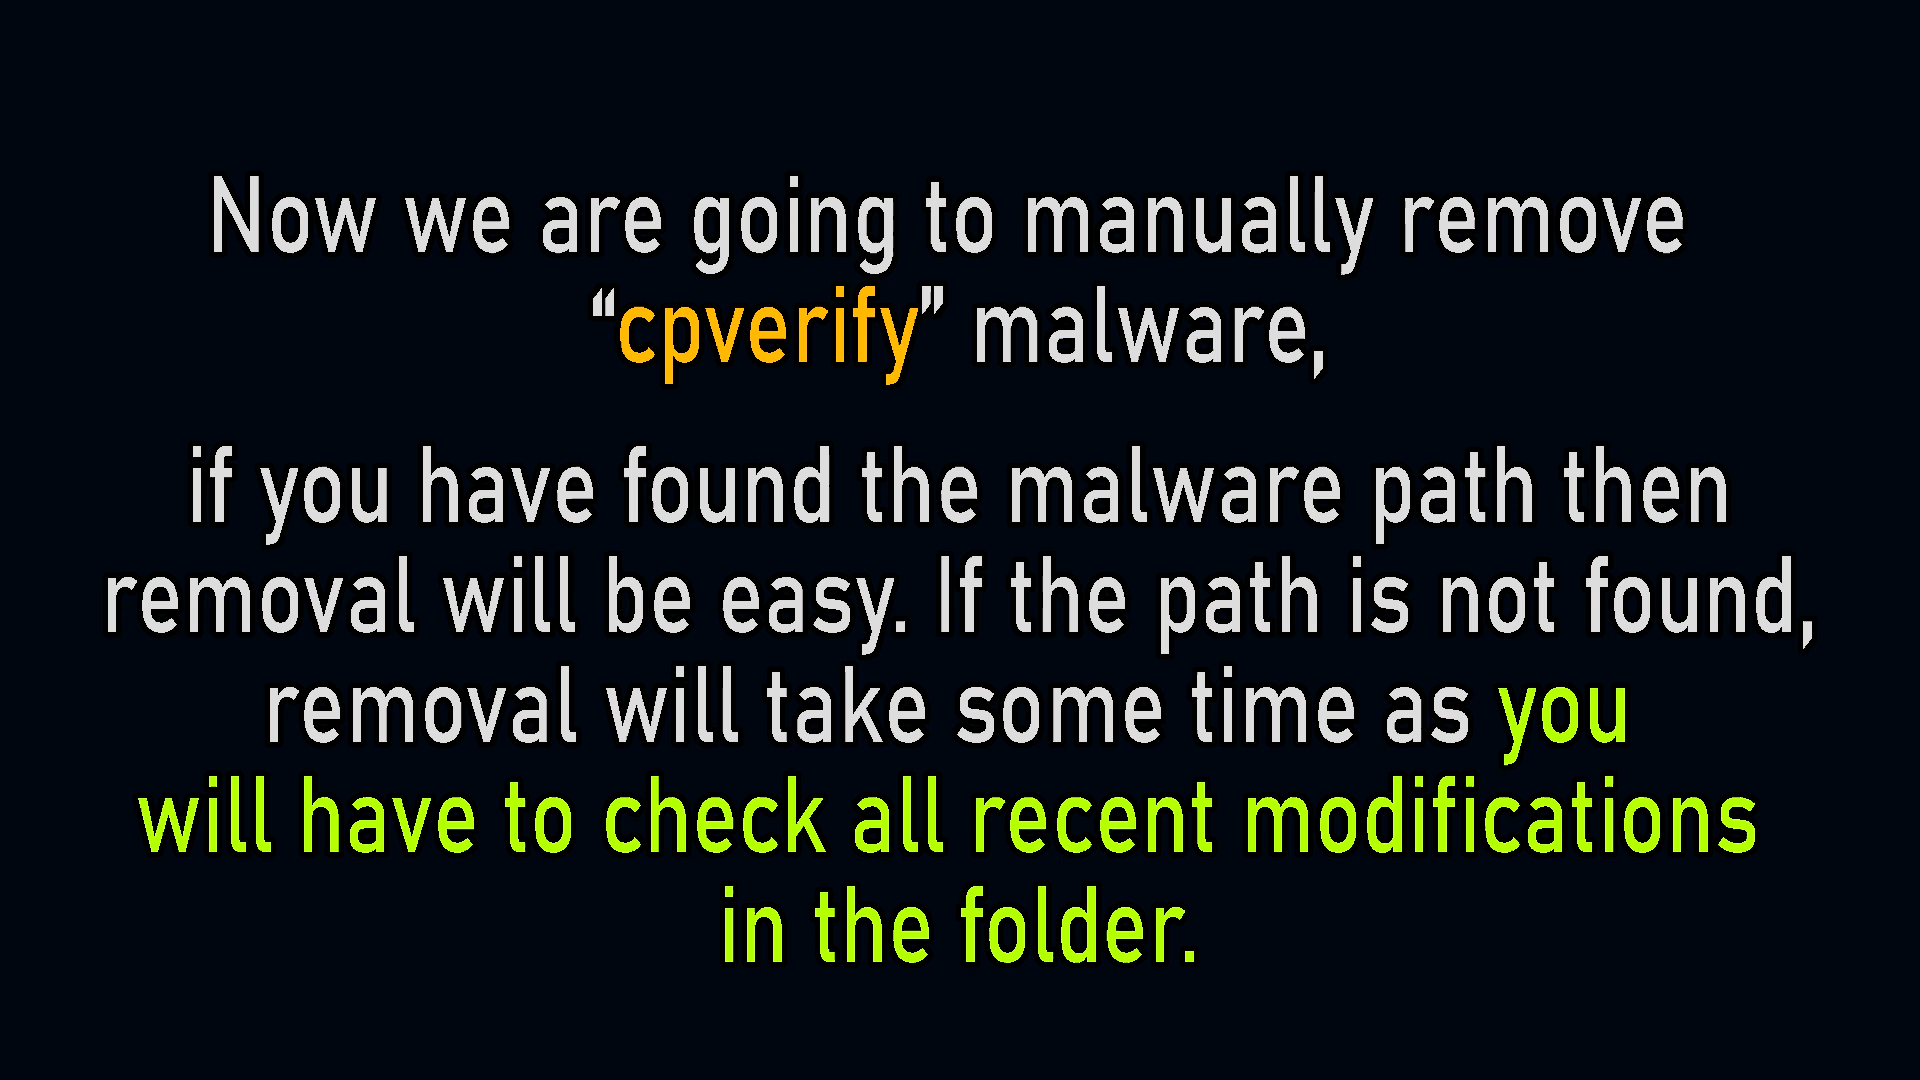 Now we are going to manually remove
“cpverify” malware,
if you have found the malware path then
removal will be easy. If the path is not found,
removal will take some time as you
will have to check all recent modifications
in the folder.